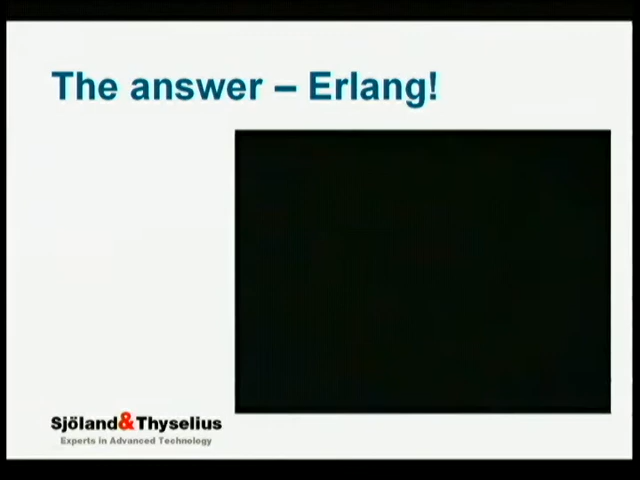 The answer – Erlang!
Sjöland&Thyselius
Experts in Advanced Technology